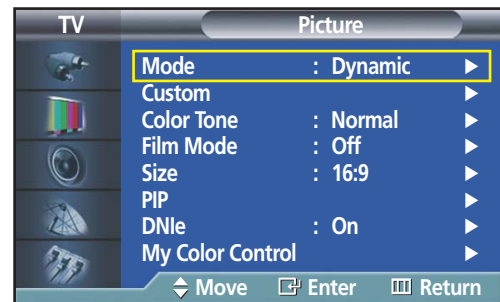 TV Picture
Mode : Dynamic
Custom
Color Tone : Normal
Film Mode : Off
Size : 16:9
PIP
DNIe : On
My Color Control
Move Enter Return